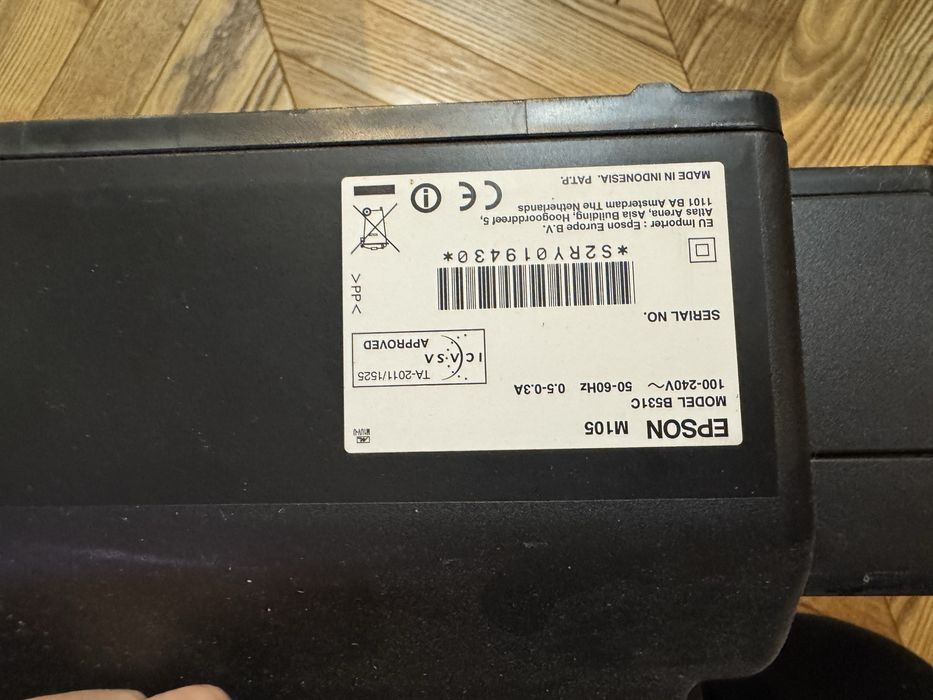 EPSON M105
MODEL B531C
100-240V～ 50-60Hz 0.5-0.3A
TA-2011/1525
I C A S A
APPROVED
SERIAL NO.
*S2RY019430*
>PP<
EU Importer : Epson Europe B.V.
Atlas Arena, Asia Building, Hoogoorddreef 5,
1101 BA Amsterdam The Netherlands
MADE IN INDONESIA. PAT.P.
CE